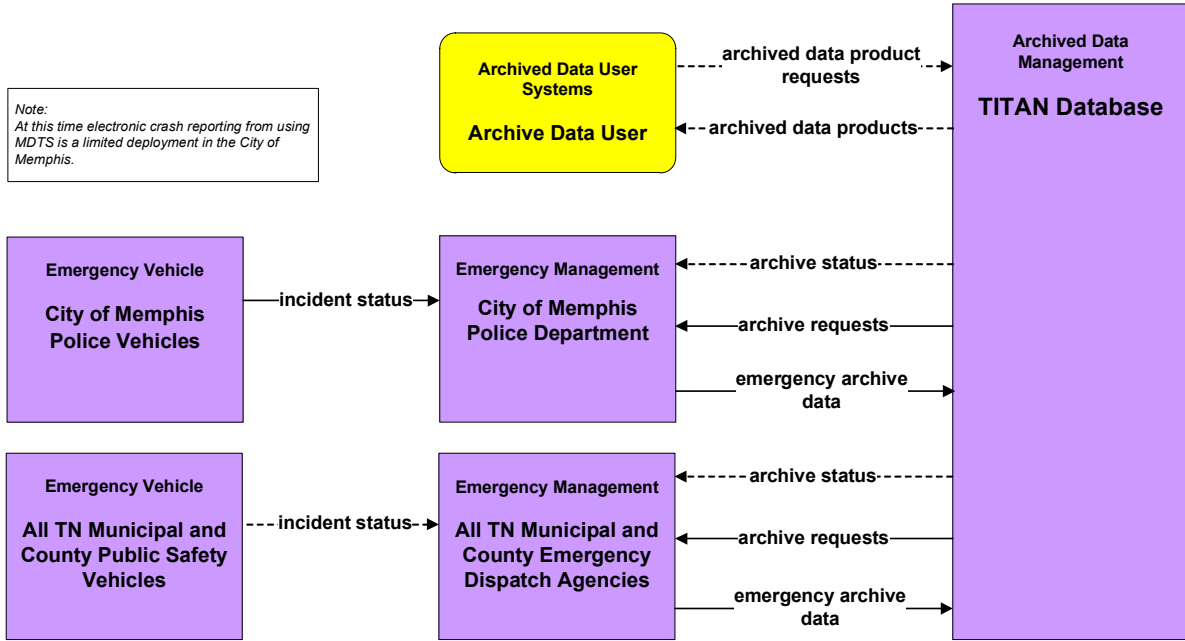 Note:
At this time electronic crash reporting from using
MDTS is a limited deployment in the City of
Memphis.
Archived Data User
Systems
Archive Data User
archived data product
requests
archived data products
Archived Data
Management
TITAN Database
Emergency Vehicle
City of Memphis
Police Vehicles
incident status
Emergency Management
City of Memphis
Police Department
archive status
archive requests
emergency archive
data
Emergency Vehicle
All TN Municipal and
County Public Safety
Vehicles
incident status
Emergency Management
All TN Municipal and
County Emergency
Dispatch Agencies
archive status
archive requests
emergency archive
data